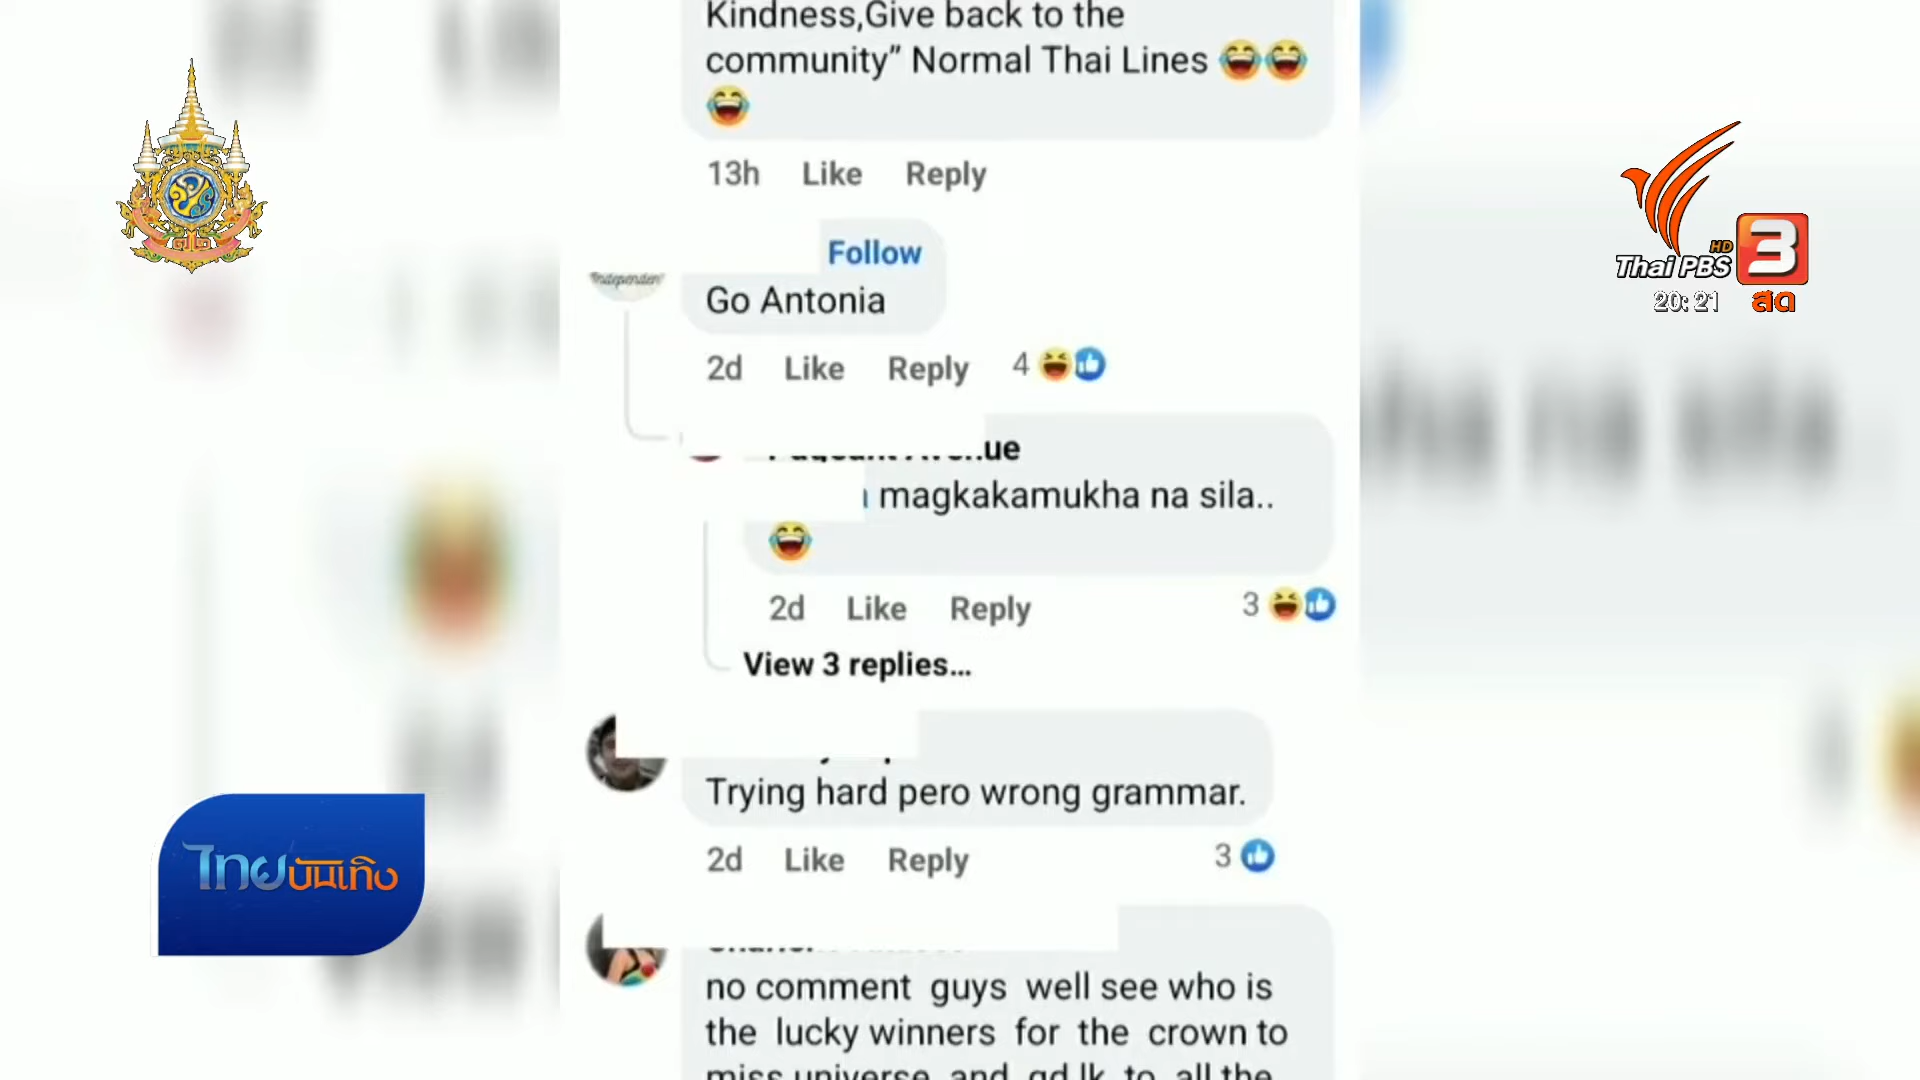 Kindness,Give back to the
community” Normal Thai Lines 😂😂
😂
13h Like Reply
Follow
Independent
Go Antonia
2d Like Reply 4
magkakamukha na sila..
😂
2d Like Reply 3
View 3 replies...
Trying hard pero wrong grammar.
2d Like Reply 3
no comment guys well see who is
the lucky winners for the crown to
miss universe and gd lk to all the
HD
Thai PBS 3
20:21 สด
ไทยบันเทิง